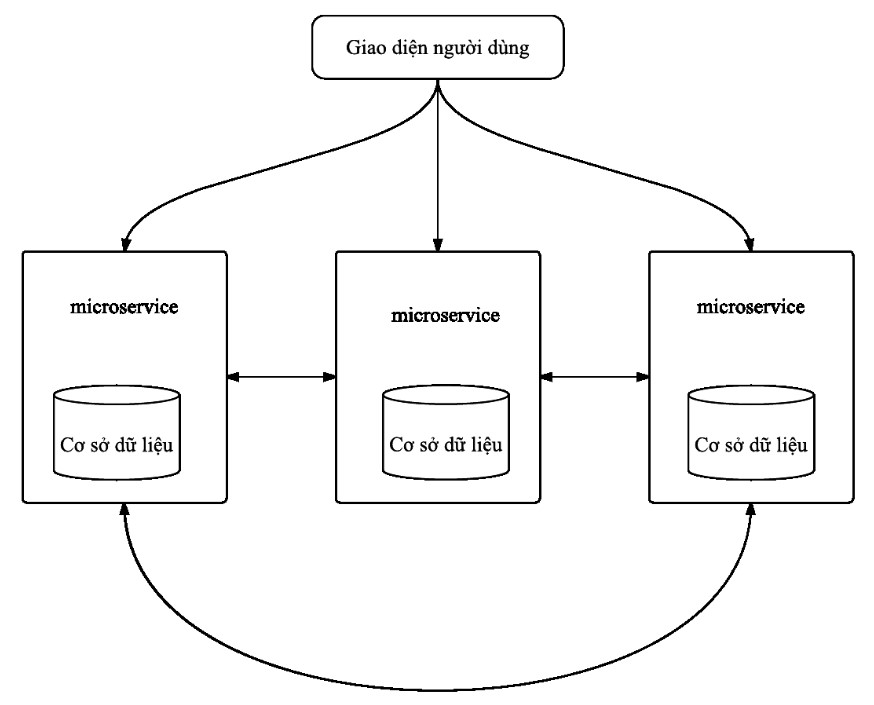 Giao diện người dùng
microservice
microservice
microservice
Cơ sở dữ liệu
Cơ sở dữ liệu
Cơ sở dữ liệu